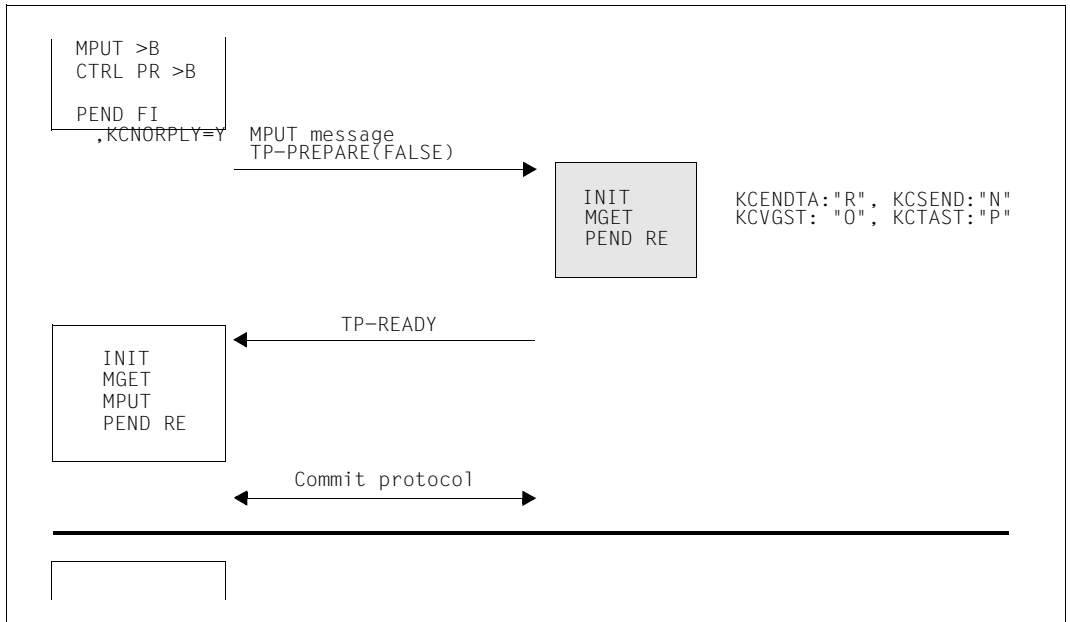 MPUT >B
CTRL PR >B
PEND FI
,KCNORPLY=Y
MPUT message
TP-PREPARE(FALSE)
INIT
MGET
PEND RE
KCENDTA:"R", KCSEND:"N"
KCVGST: "O", KCTAST:"P"
TP-READY
INIT
MGET
MPUT
PEND RE
Commit protocol